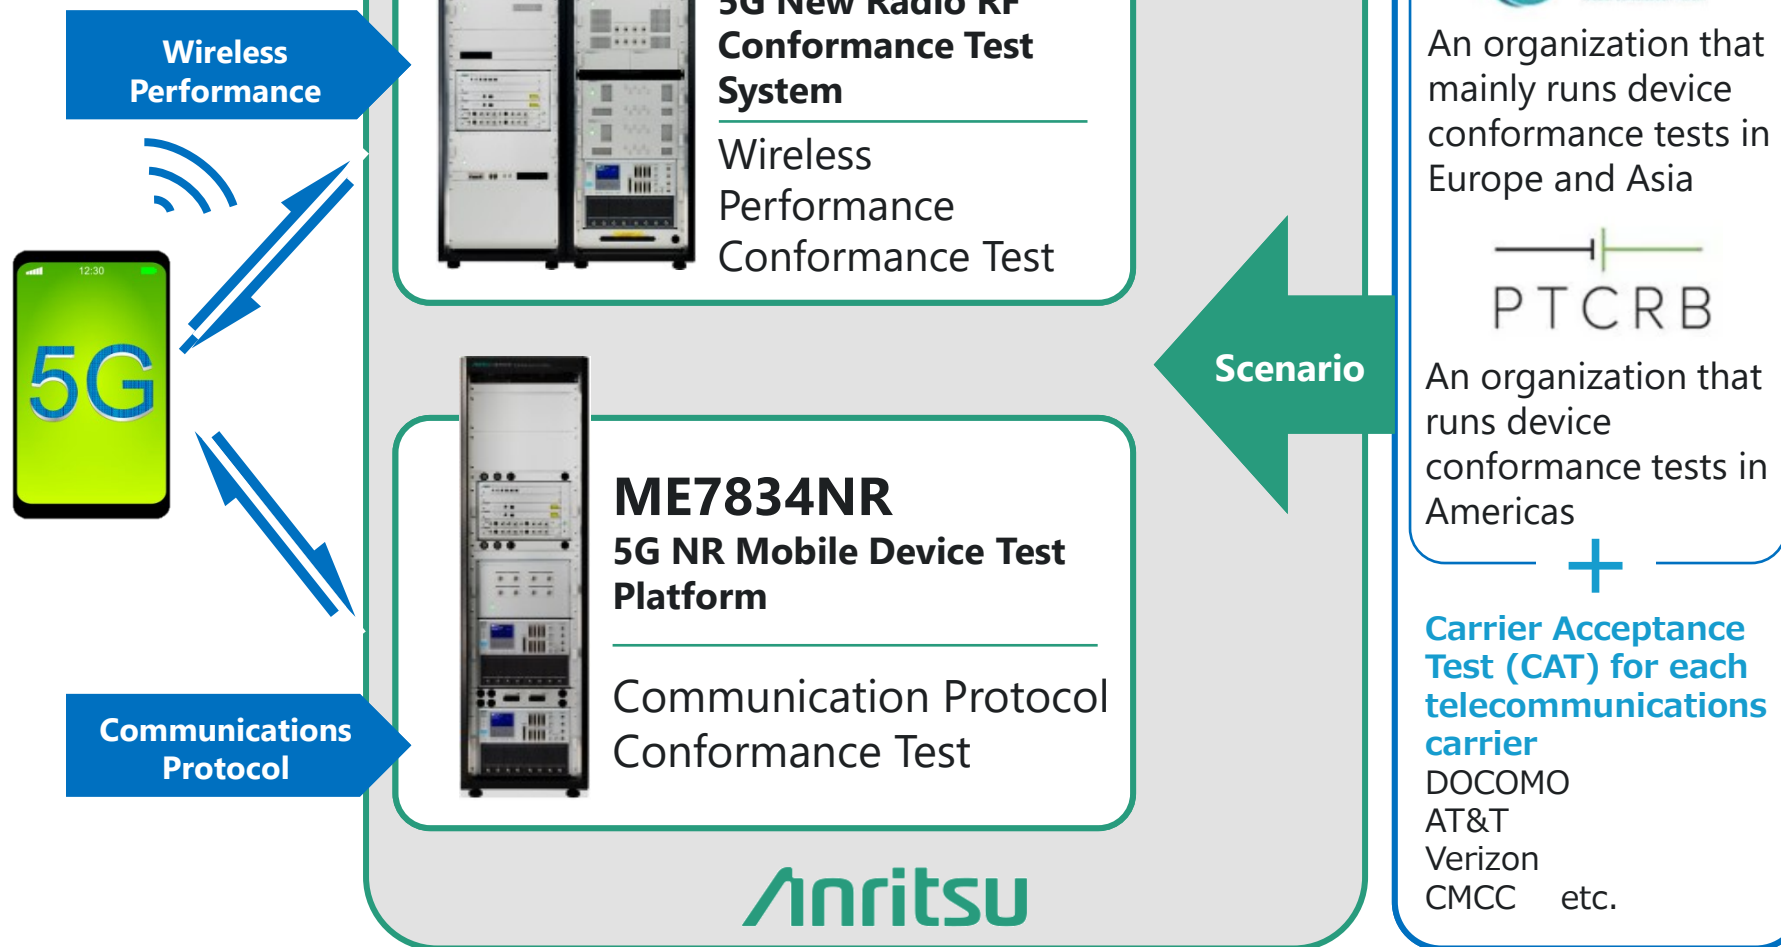 Wireless
Performance
5G New Radio RF
Conformance Test
System
Wireless
Performance
Conformance Test
12:30
5G
ME7834NR
5G NR Mobile Device Test
Platform
Communication Protocol
Conformance Test
Communications
Protocol
Anritsu
Scenario
An organization that
mainly runs device
conformance tests in
Europe and Asia
PTCRB
An organization that
runs device
conformance tests in
Americas
+
Carrier Acceptance
Test (CAT) for each
telecommunications
carrier
DOCOMO
AT&T
Verizon
CMCC etc.